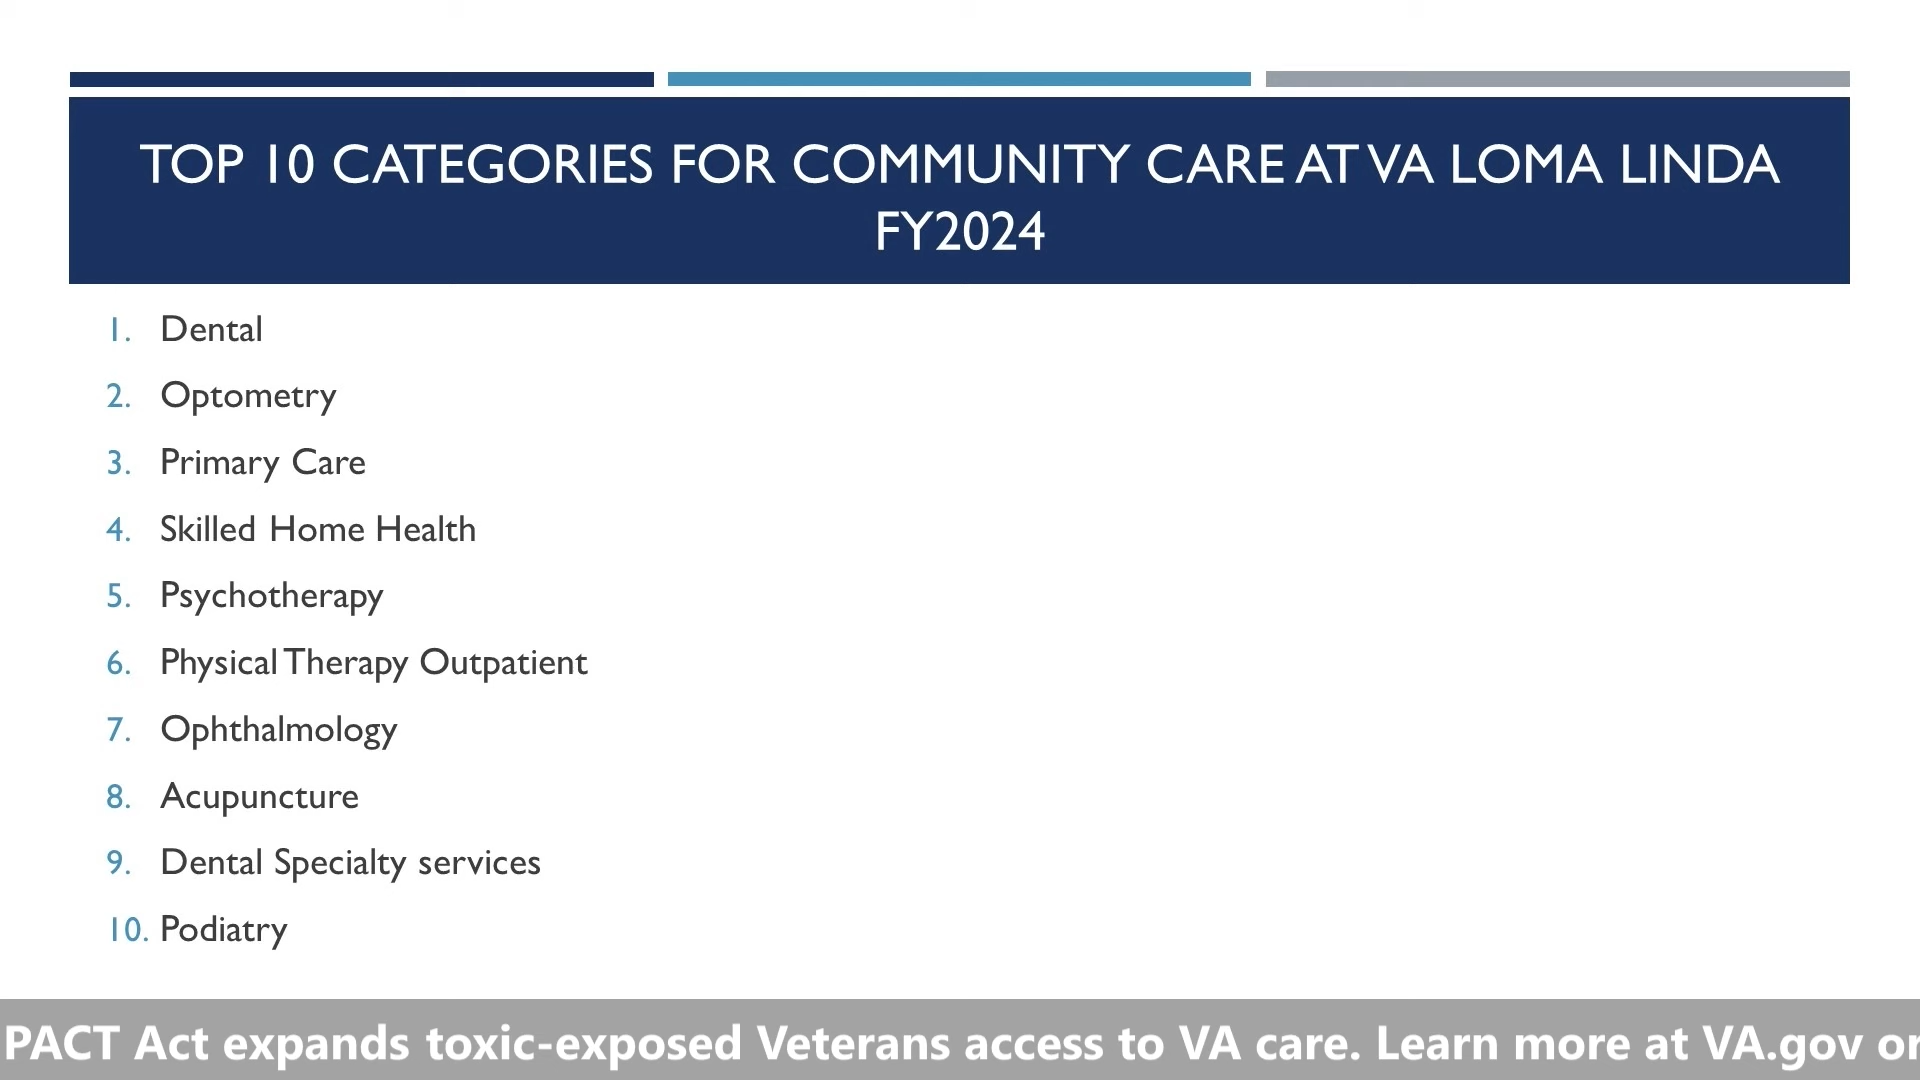 TOP 10 CATEGORIES FOR COMMUNITY CARE AT VA LOMA LINDA
FY2024
1. Dental
2. Optometry
3. Primary Care
4. Skilled Home Health
5. Psychotherapy
6. Physical Therapy Outpatient
7. Ophthalmology
8. Acupuncture
9. Dental Specialty services
10. Podiatry
PACT Act expands toxic-exposed Veterans access to VA care. Learn more at VA.gov or